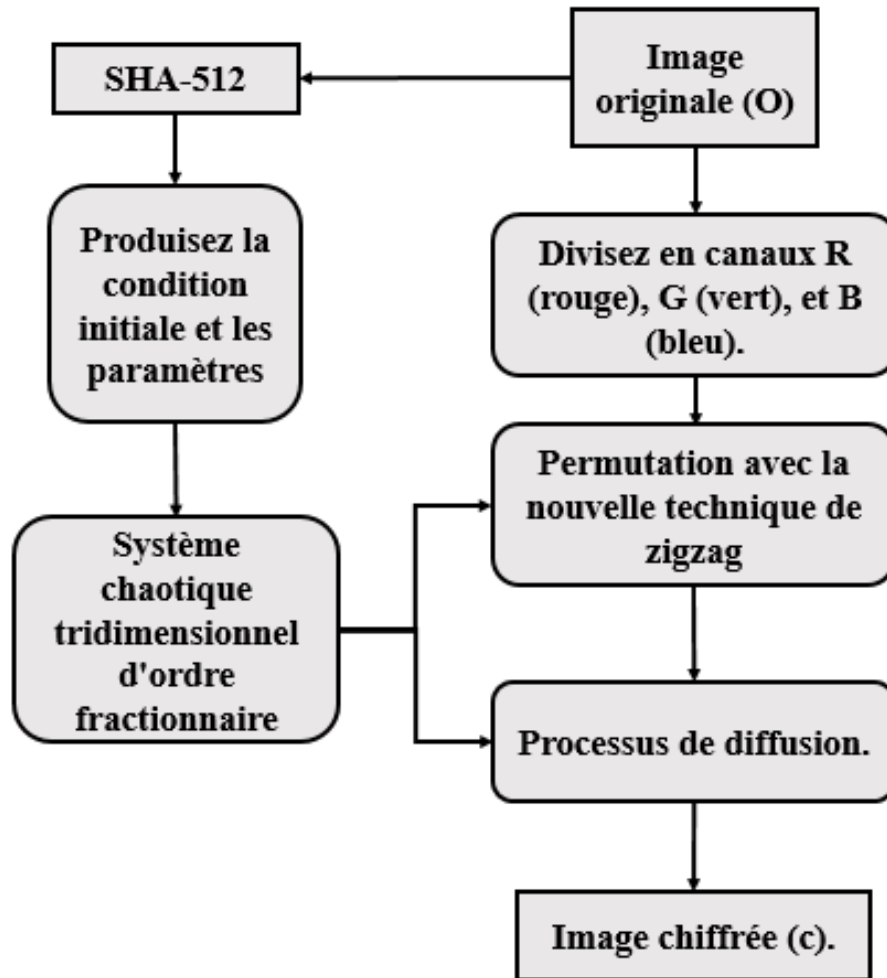 SHA-512
Image
originale (O)
Produisez la
condition
initiale et les
paramètres
Divisez en canaux R
(rouge), G (vert), et B
(bleu).
Système
chaotique
tridimensionnel
d'ordre
fractionnaire
Permutation avec la
nouvelle technique de
zigzag
Processus de diffusion.
Image chiffrée (c).